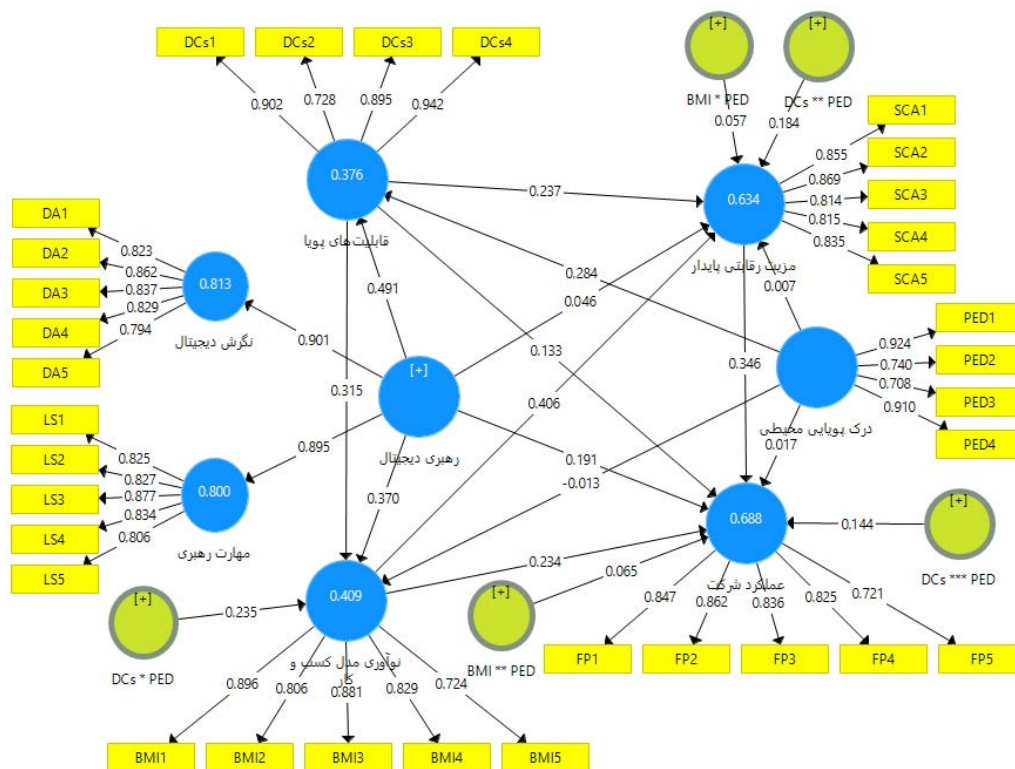 DCs1
DCs2
DCs3
DCs4
[+]
[+]
0.902
0.728
0.895
0.942
BMI * PED
DCs ** PED
0.057
0.184
SCA1
SCA2
SCA3
SCA4
SCA5
0.855
0.869
0.814
0.815
0.835
0.376
قابلیت‌های پویا
0.237
0.634
مزیت رقابتی پایدار
DA1
DA2
DA3
DA4
DA5
0.823
0.862
0.837
0.829
0.794
0.813
نگرش دیجیتال
0.491
0.284
0.046
0.007
0.901
0.315
0.133
0.346
0.406
[+]
رهبری دیجیتال
PED1
PED2
PED3
PED4
0.924
0.740
0.708
0.910
درک پویایی محیطی
0.017
LS1
LS2
LS3
LS4
LS5
0.825
0.827
0.877
0.834
0.806
0.800
مهارت رهبری
0.895
0.370
0.191
-0.013
0.688
عملکرد شرکت
[+]
0.144
DCs *** PED
[+]
0.235
DCs * PED
0.409
نوآوری مدل کسب و
کار
0.234
0.065
[+]
BMI ** PED
0.847
0.862
0.836
0.825
0.721
FP1
FP2
FP3
FP4
FP5
0.896
0.806
0.881
0.829
0.724
BMI1
BMI2
BMI3
BMI4
BMI5